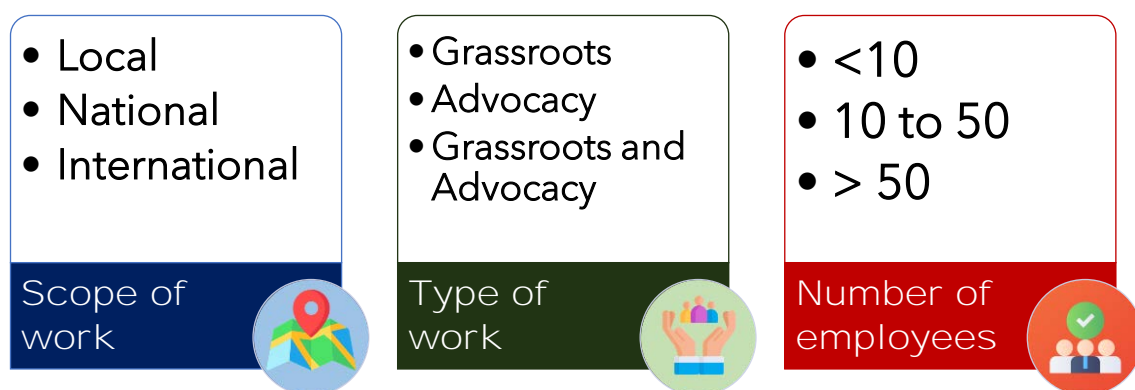 • Local
• National
• International
Scope of
work
• Grassroots
• Advocacy
• Grassroots and
Advocacy
Type of
work
• <10
• 10 to 50
• > 50
Number of
employees